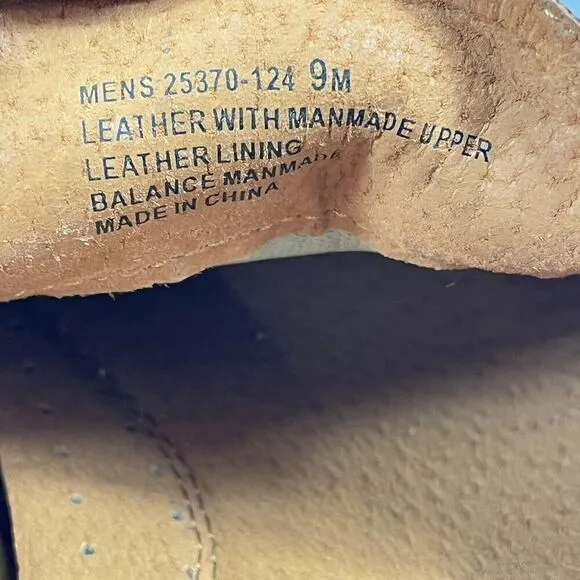 MENS 25370-124 9M
LEATHER WITH MANMADE UPPER
LEATHER LINING
BALANCE MANMADE
MADE IN CHINA